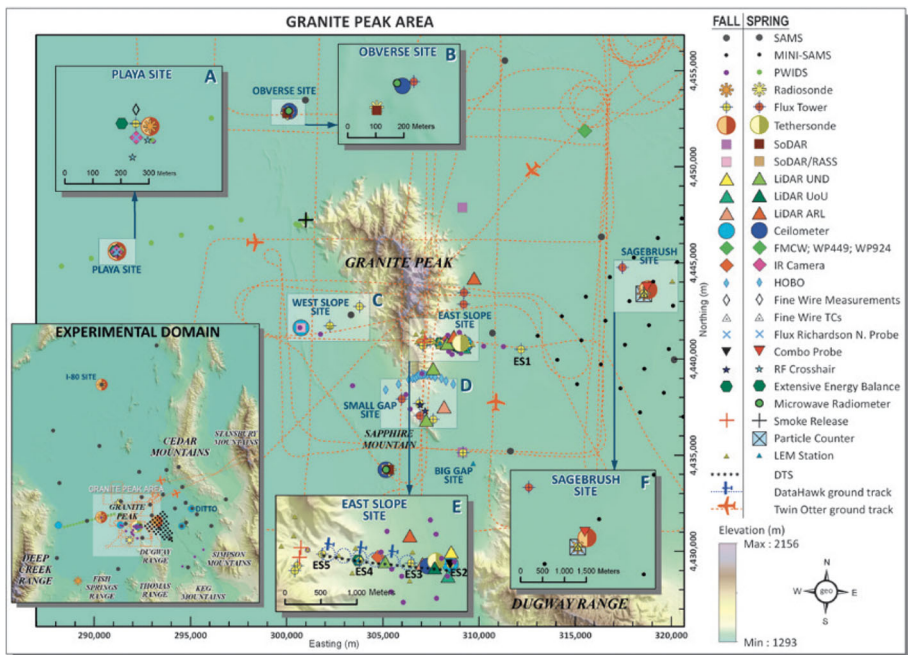 GRANITE PEAK AREA
PLAYA SITE
A
0 100 200 300 Meters
OBVERSE SITE
OBVERSE SITE
B
0 100 200 Meters
PLAYA SITE
GRANITE PEAK
WEST SLOPE SITE
C
EAST SLOPE SITE
ES1
SAGEBRUSH SITE
SMALL GAP SITE
D
SAPPHIRE MOUNTAIN
BIG GAP SITE
EXPERIMENTAL DOMAIN
I-80 SITE
CEDAR MOUNTAINS
STANSBURY MOUNTAINS
GRANITE PEAK AREA
GRANITE PEAK
DITTO
DEEP CREEK RANGE
FISH SPRINGS RANGE
THOMAS RANGE
DUGWAY RANGE
KEG MOUNTAINS
SIMPSON MOUNTAINS
EAST SLOPE SITE
E
ES5
ES4
ES3
ES2
0 500 1,000 Meters
SAGEBRUSH SITE
F
0 500 1,000 1,500 Meters
DUGWAY RANGE
290,000
295,000
300,000
305,000
310,000
315,000
320,000
Easting (m)
4,455,000
4,450,000
4,445,000
4,440,000
4,435,000
4,430,000
Northing (m)
FALL SPRING
SAMS
MINI-SAMS
PWIDS
Radiosonde
Flux Tower
Tethersonde
SoDAR
SoDAR/RASS
LiDAR UND
LiDAR UoU
LiDAR ARL
Ceilometer
FMCW; WP449; WP924
IR Camera
HOBO
Fine Wire Measurements
Fine Wire TCs
Flux Richardson N. Probe
Combo Probe
RF Crosshair
Extensive Energy Balance
Microwave Radiometer
Smoke Release
Particle Counter
LEM Station
DTS
DataHawk ground track
Twin Otter ground track
Elevation (m)
Max : 2156
Min : 1293
N
W geo E
S